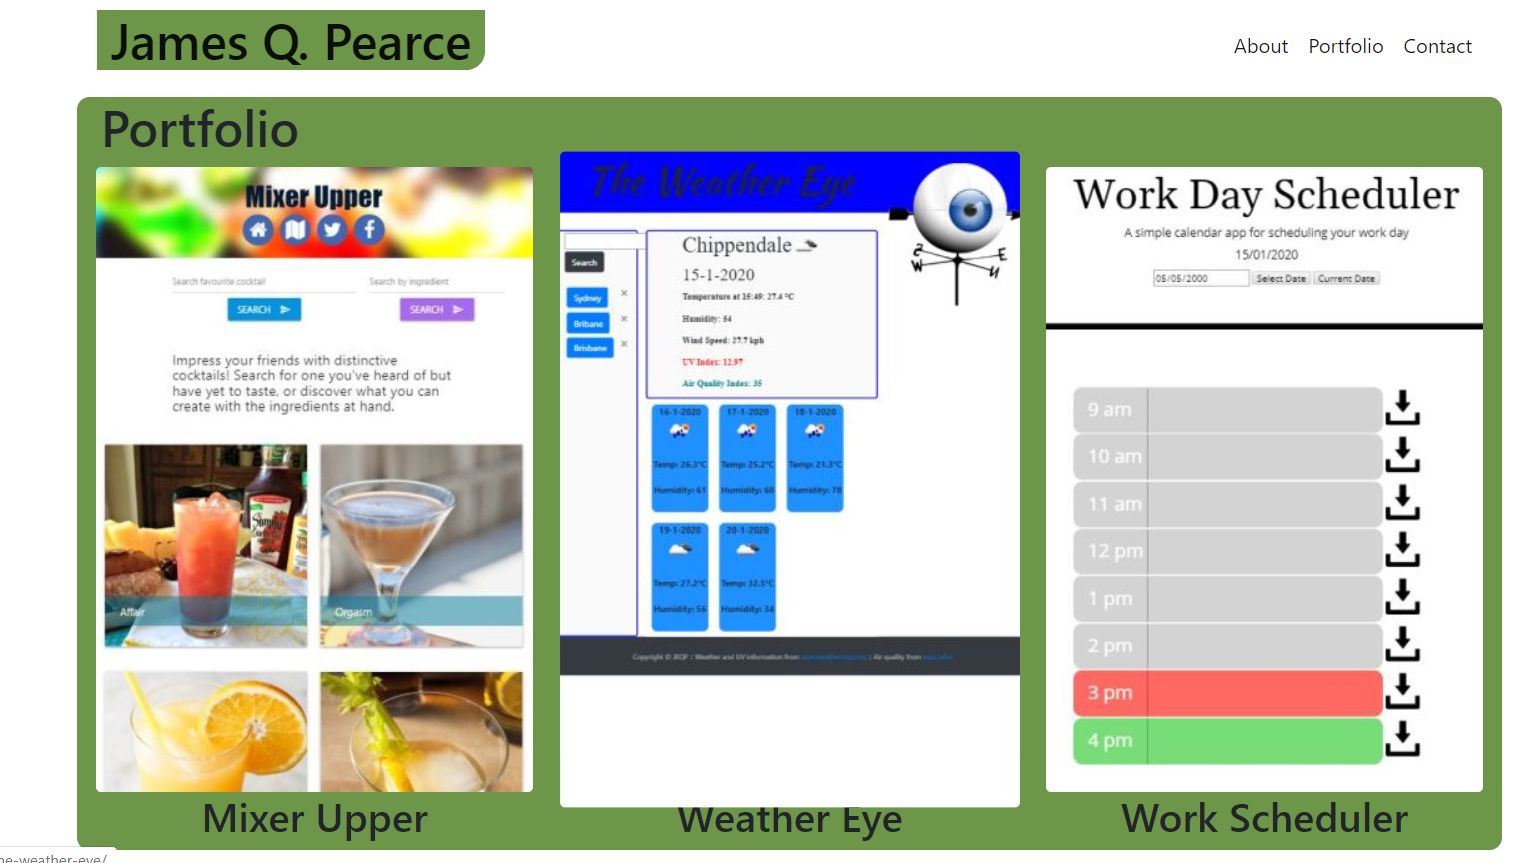 James Q. Pearce
About Portfolio Contact
Portfolio
Mixer Upper
Search favourite cocktail Search by ingredient
SEARCH SEARCH
Impress your friends with distinctive
cocktails! Search for one you've heard of but
have yet to taste, or discover what you can
create with the ingredients at hand.
Simply
Affair Orgasm
The Weather Eye
S E
W N
Search
Sydney ×
Bribane ×
Brisbane ×
Chippendale
15-1-2020
Temperature at 15:49: 27.4 °C
Humidity: 54
Wind Speed: 27.7 kph
UV Index: 12.97
Air Quality Index: 35
16-1-2020 17-1-2020 18-1-2020
Temp: 26.3°C Temp: 25.2°C Temp: 21.3°C
Humidity: 61 Humidity: 60 Humidity: 78
19-1-2020 20-1-2020
Temp: 27.2°C Temp: 32.5°C
Humidity: 56 Humidity: 34
Weather and UV information from openweathermap.org :: Air quality from
Work Day Scheduler
A simple calendar app for scheduling your work day
15/01/2020
05/05/2000 Select Date Current Date
9 am
10 am
11 am
12 pm
1 pm
2 pm
3 pm
4 pm
Mixer Upper Weather Eye Work Scheduler
he-weather-eye/